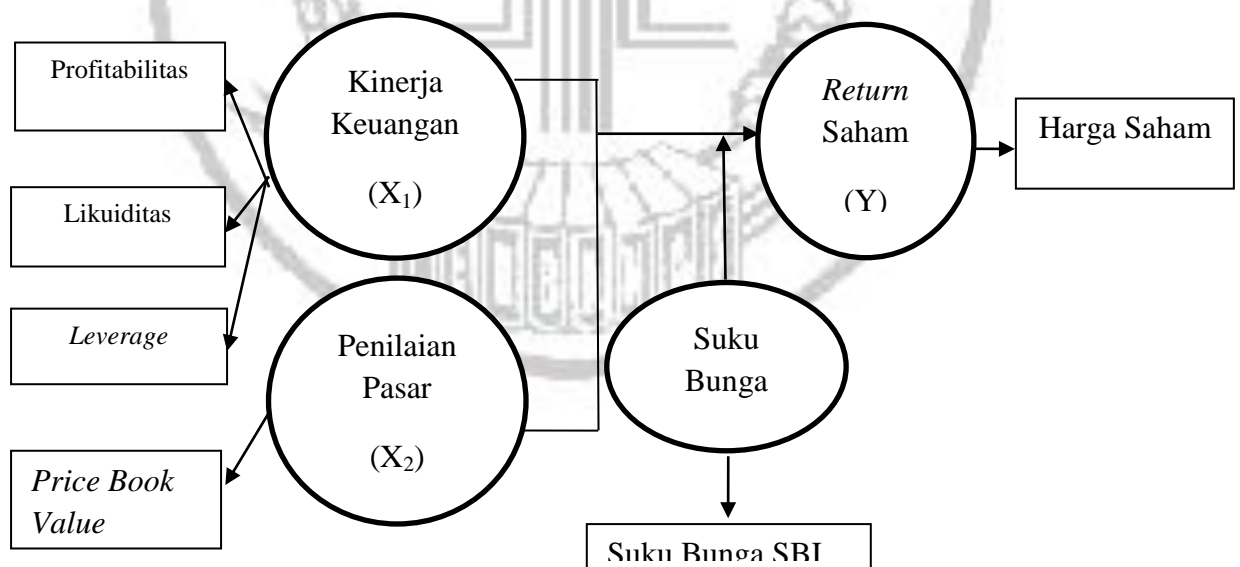 Profitabilitas
Likuiditas
Leverage
Price Book
Value
Kinerja
Keuangan
(X₁)
Penilaian
Pasar
(X₂)
Return
Saham
(Y)
Suku
Bunga
Harga Saham
Suku Bunga SBI